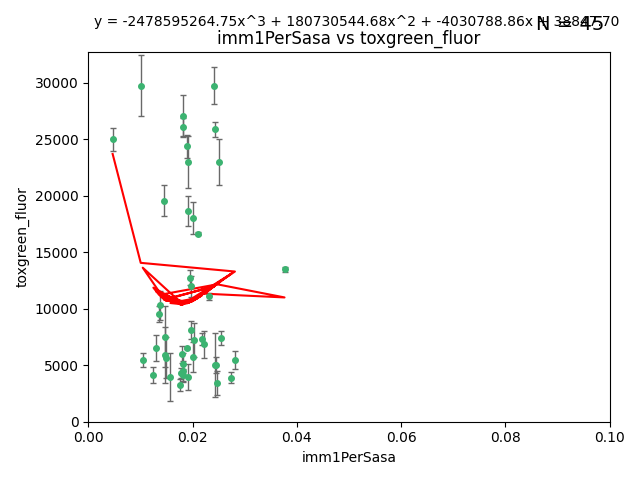 y = -2478595264.75x^3 + 180730544.68x^2 + -4030788.86x + 38847.70
N = 45
imm1PerSasa vs toxgreen_fluor
30000
25000
20000
15000
10000
5000
0
toxgreen_fluor
0.00 0.02 0.04 0.06 0.08 0.10
imm1PerSasa